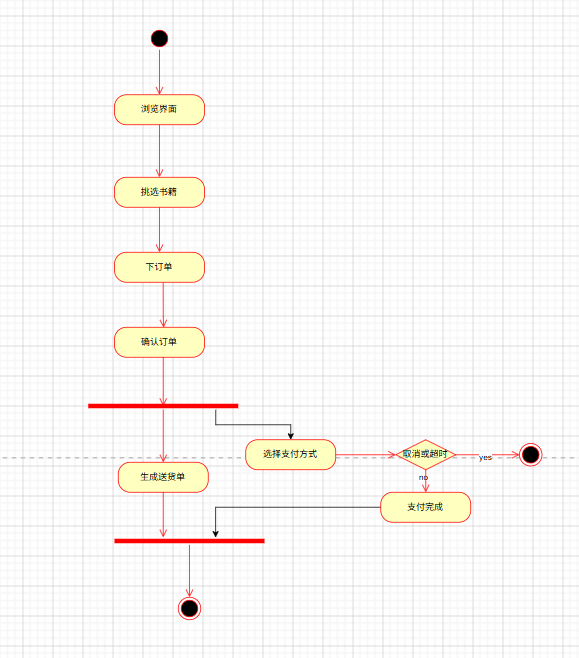 浏览界面
挑选书籍
下订单
确认订单
选择支付方式
取消或超时
yes
生成送货单
no
支付完成